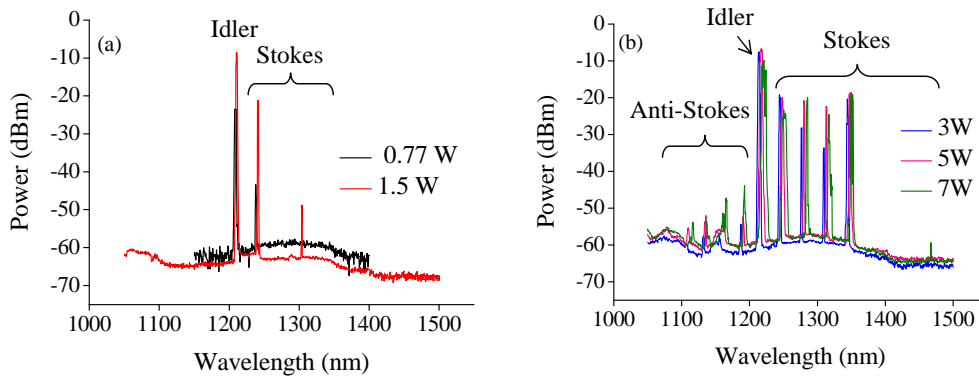 (a)
Idler
Stokes
0.77 W
1.5 W
Power (dBm)
0
-10
-20
-30
-40
-50
-60
-70
1000 1100 1200 1300 1400 1500
Wavelength (nm)
(b)
Idler
Stokes
Anti-Stokes
3W
5W
7W
Power (dBm)
0
-10
-20
-30
-40
-50
-60
-70
1000 1100 1200 1300 1400 1500
Wavelength (nm)